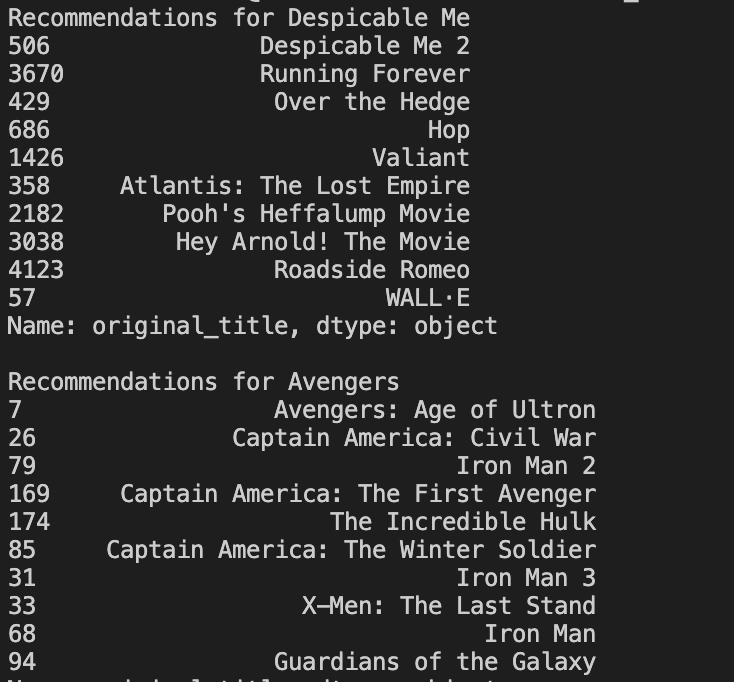 Recommendations for Despicable Me
506 Despicable Me 2
3670 Running Forever
429 Over the Hedge
686 Hop
1426 Valiant
358 Atlantis: The Lost Empire
2182 Pooh's Heffalump Movie
3038 Hey Arnold! The Movie
4123 Roadside Romeo
57 WALL·E
Name: original_title, dtype: object
Recommendations for Avengers
7 Avengers: Age of Ultron
26 Captain America: Civil War
79 Iron Man 2
169 Captain America: The First Avenger
174 The Incredible Hulk
85 Captain America: The Winter Soldier
31 Iron Man 3
33 X-Men: The Last Stand
68 Iron Man
94 Guardians of the Galaxy